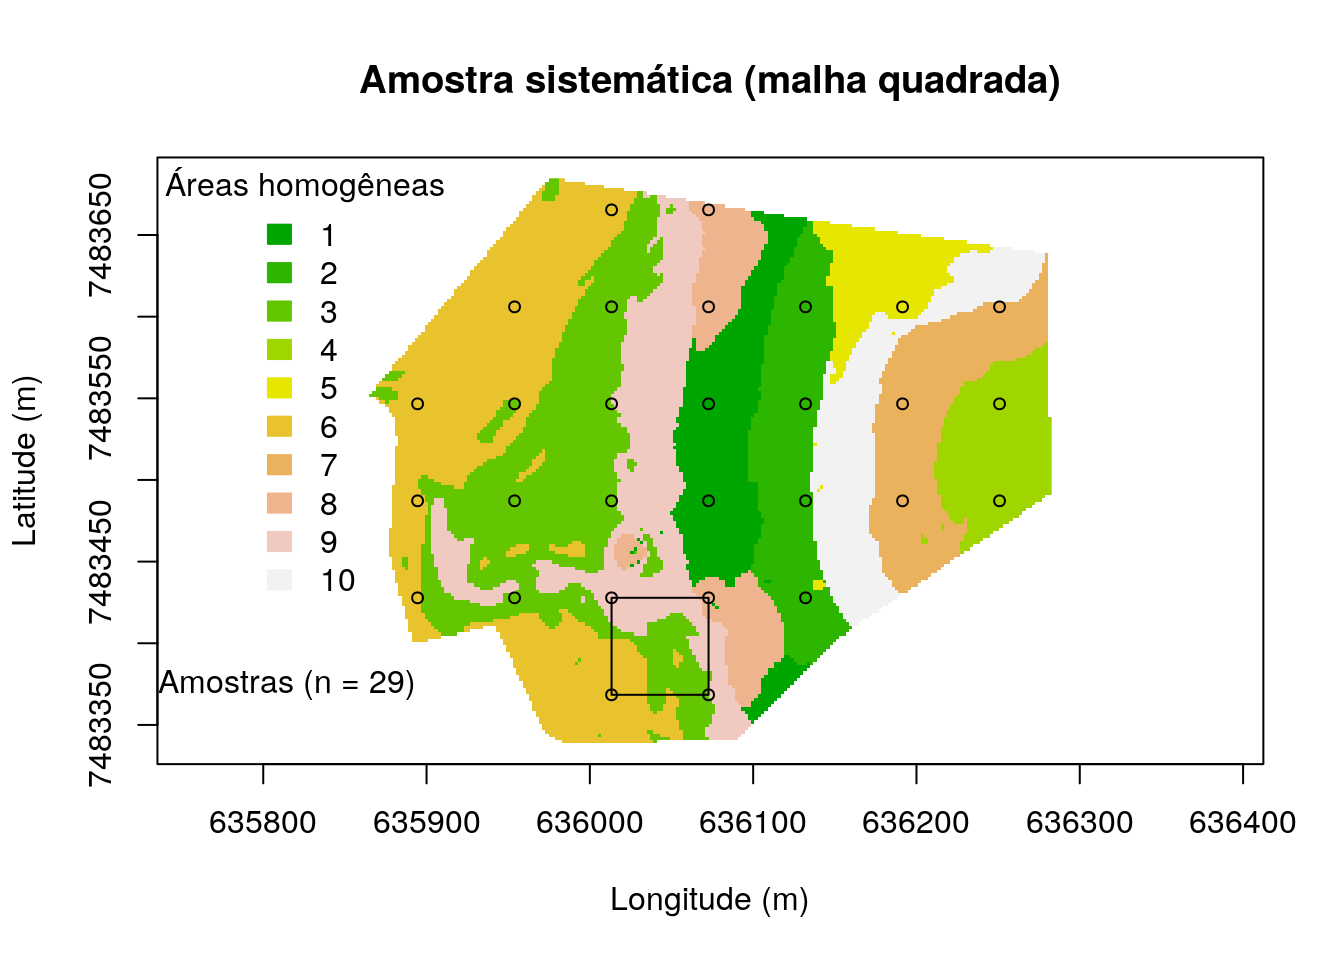 Amostra sistemática (malha quadrada)
Áreas homogêneas
1
2
3
4
5
6
7
8
9
10
Amostras (n = 29)
Latitude (m)
7483650
7483550
7483450
7483350
635800 635900 636000 636100 636200 636300 636400
Longitude (m)